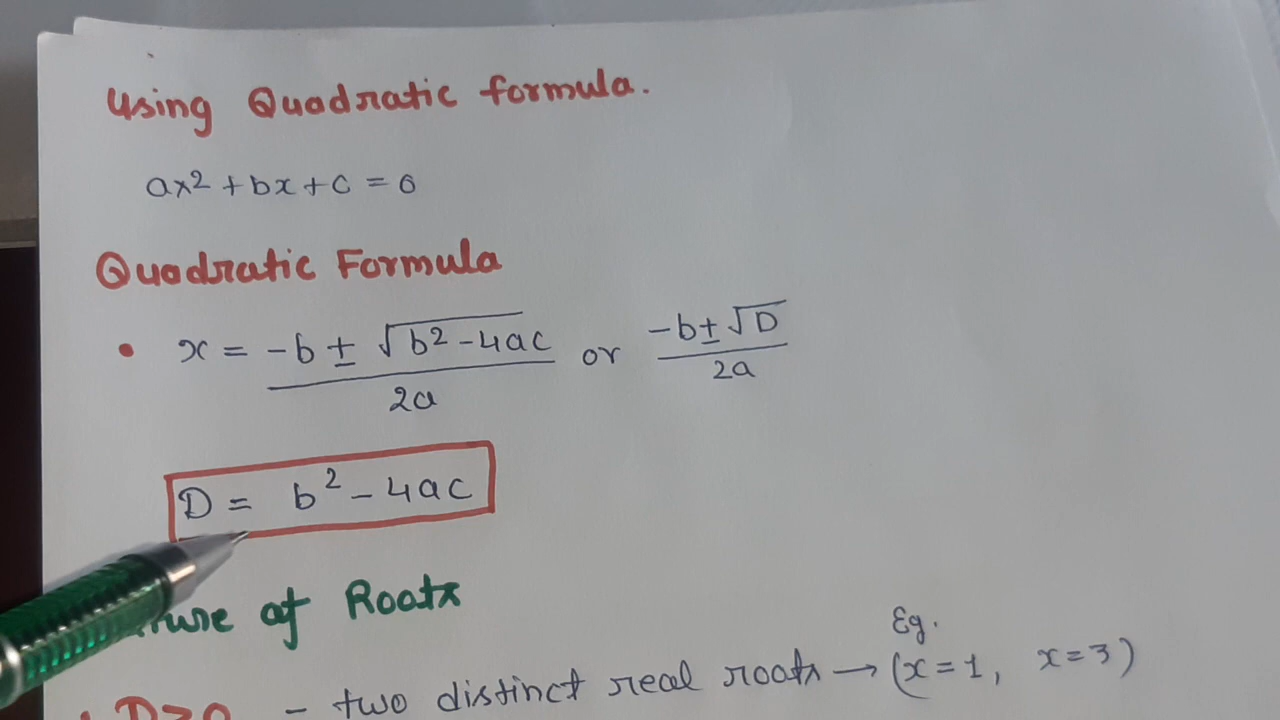 Using Quadratic formula.
ax² + bx + c = 0
Quadratic Formula
• x = (-b ± √(b² - 4ac))/2a or (-b ± √D)/2a
D = b² - 4ac
of Roots
Eg.
D>0 - two distinct real roots → (x=1, x=3)